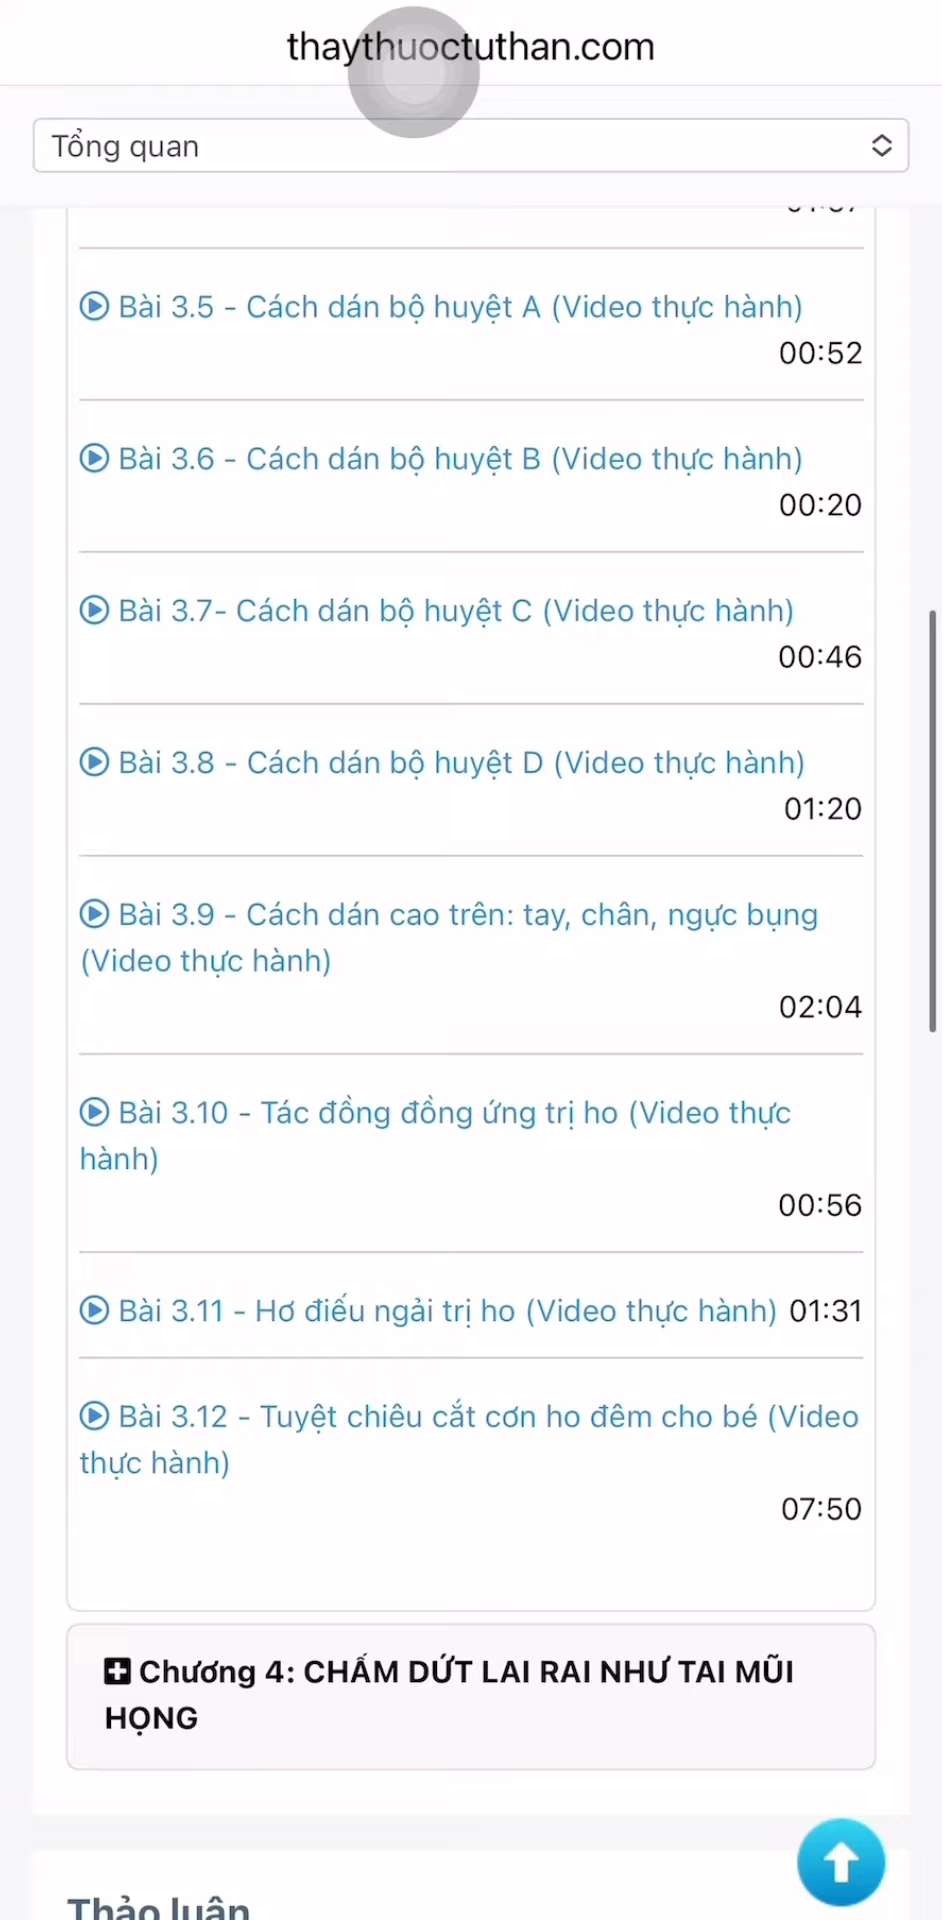 thaythuoctuthan.com
Tổng quan
Bài 3.5 - Cách dán bộ huyệt A (Video thực hành)
00:52
Bài 3.6 - Cách dán bộ huyệt B (Video thực hành)
00:20
Bài 3.7- Cách dán bộ huyệt C (Video thực hành)
00:46
Bài 3.8 - Cách dán bộ huyệt D (Video thực hành)
01:20
Bài 3.9 - Cách dán cao trên: tay, chân, ngực bụng
(Video thực hành)
02:04
Bài 3.10 - Tác đồng đồng ứng trị ho (Video thực
hành)
00:56
Bài 3.11 - Hơ điếu ngải trị ho (Video thực hành) 01:31
Bài 3.12 - Tuyệt chiêu cắt cơn ho đêm cho bé (Video
thực hành)
07:50
Chương 4: CHẤM DỨT LAI RAI NHƯ TAI MŨI
HỌNG
Thảo luận